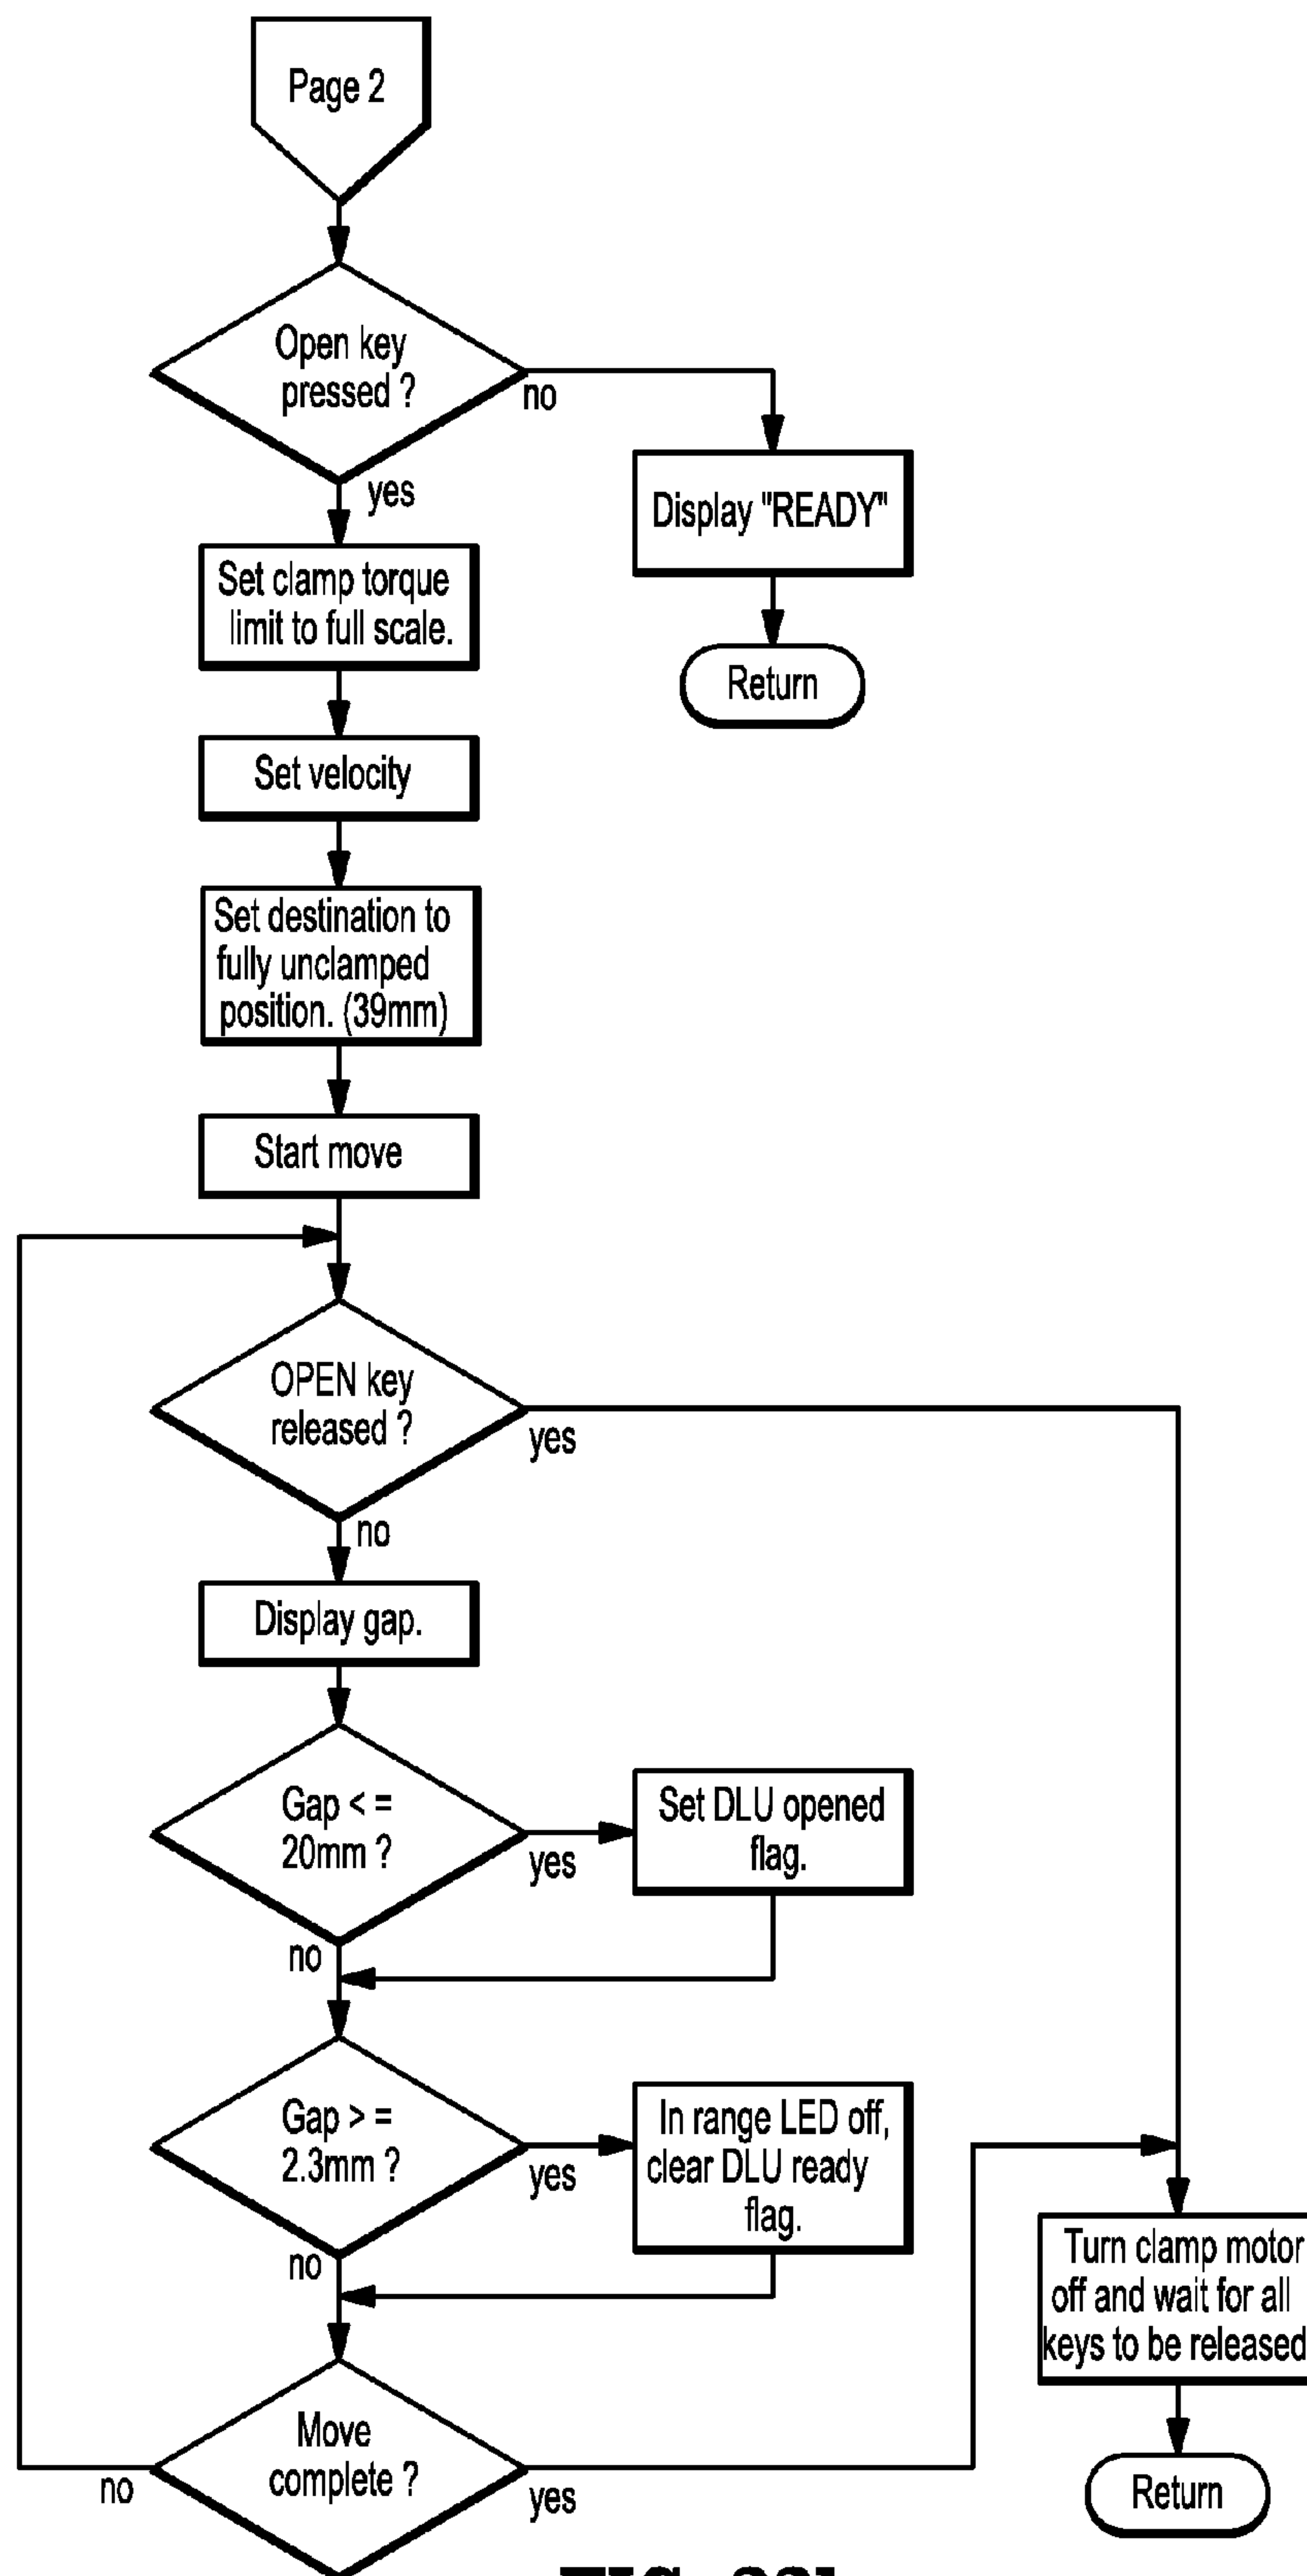 Page 2
Open key
pressed ?
no
yes
Display "READY"
Return
Set clamp torque
limit to full scale.
Set velocity
Set destination to
fully unclamped
position. (39mm)
Start move
OPEN key
released ?
yes
no
Display gap.
Gap < =
20mm ?
yes
no
Set DLU opened
flag.
Gap > =
2.3mm ?
yes
no
In range LED off,
clear DLU ready
flag.
Turn clamp motor
off and wait for all
keys to be released
Return
Move
complete ?
no
yes
FIG.